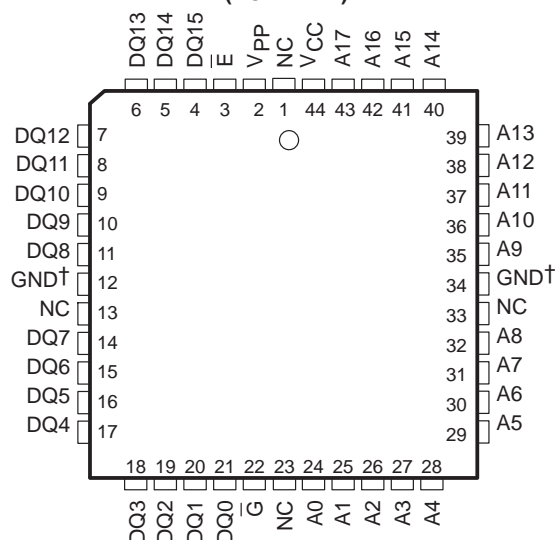 DQ13 DQ14 DQ15 E̅ VPP NC VCC A17 A16 A15 A14
6 5 4 3 2 1 44 43 42 41 40
DQ12 7 39 A13
DQ11 8 38 A12
DQ10 9 37 A11
DQ9 10 36 A10
DQ8 11 35 A9
GND† 12 34 GND†
NC 13 33 NC
DQ7 14 32 A8
DQ6 15 31 A7
DQ5 16 30 A6
DQ4 17 29 A5
18 19 20 21 22 23 24 25 26 27 28
DQ3 DQ2 DQ1 DQ0 G̅ NC A0 A1 A2 A3 A4